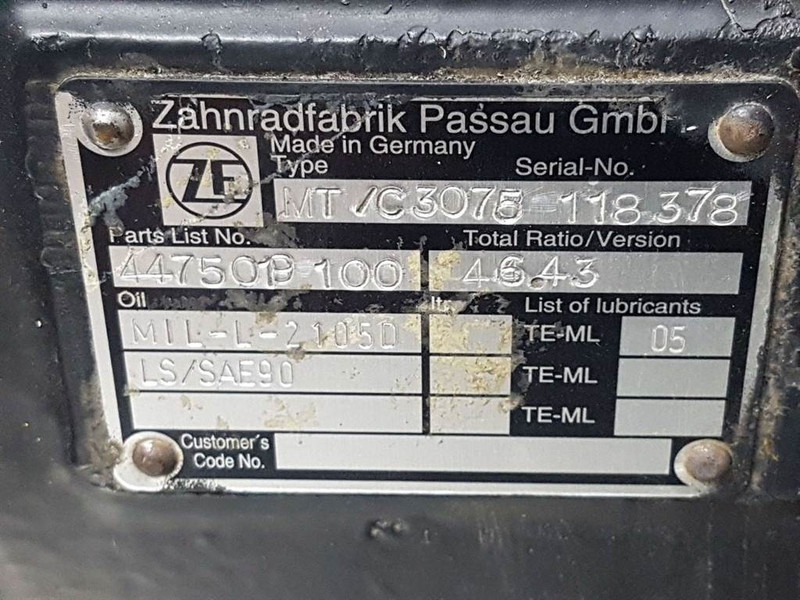 Zahnradfabrik Passau GmbH
ZF
Made in Germany
Type Serial-No.
MT/C3075 118 378
Parts List No. Total Ratio/Version
100 46.43
Oil ltr. List of lubricants
MIL-L-2105D TE-ML 05
LS/SAE90 TE-ML
TE-ML
Customer's
Code No.